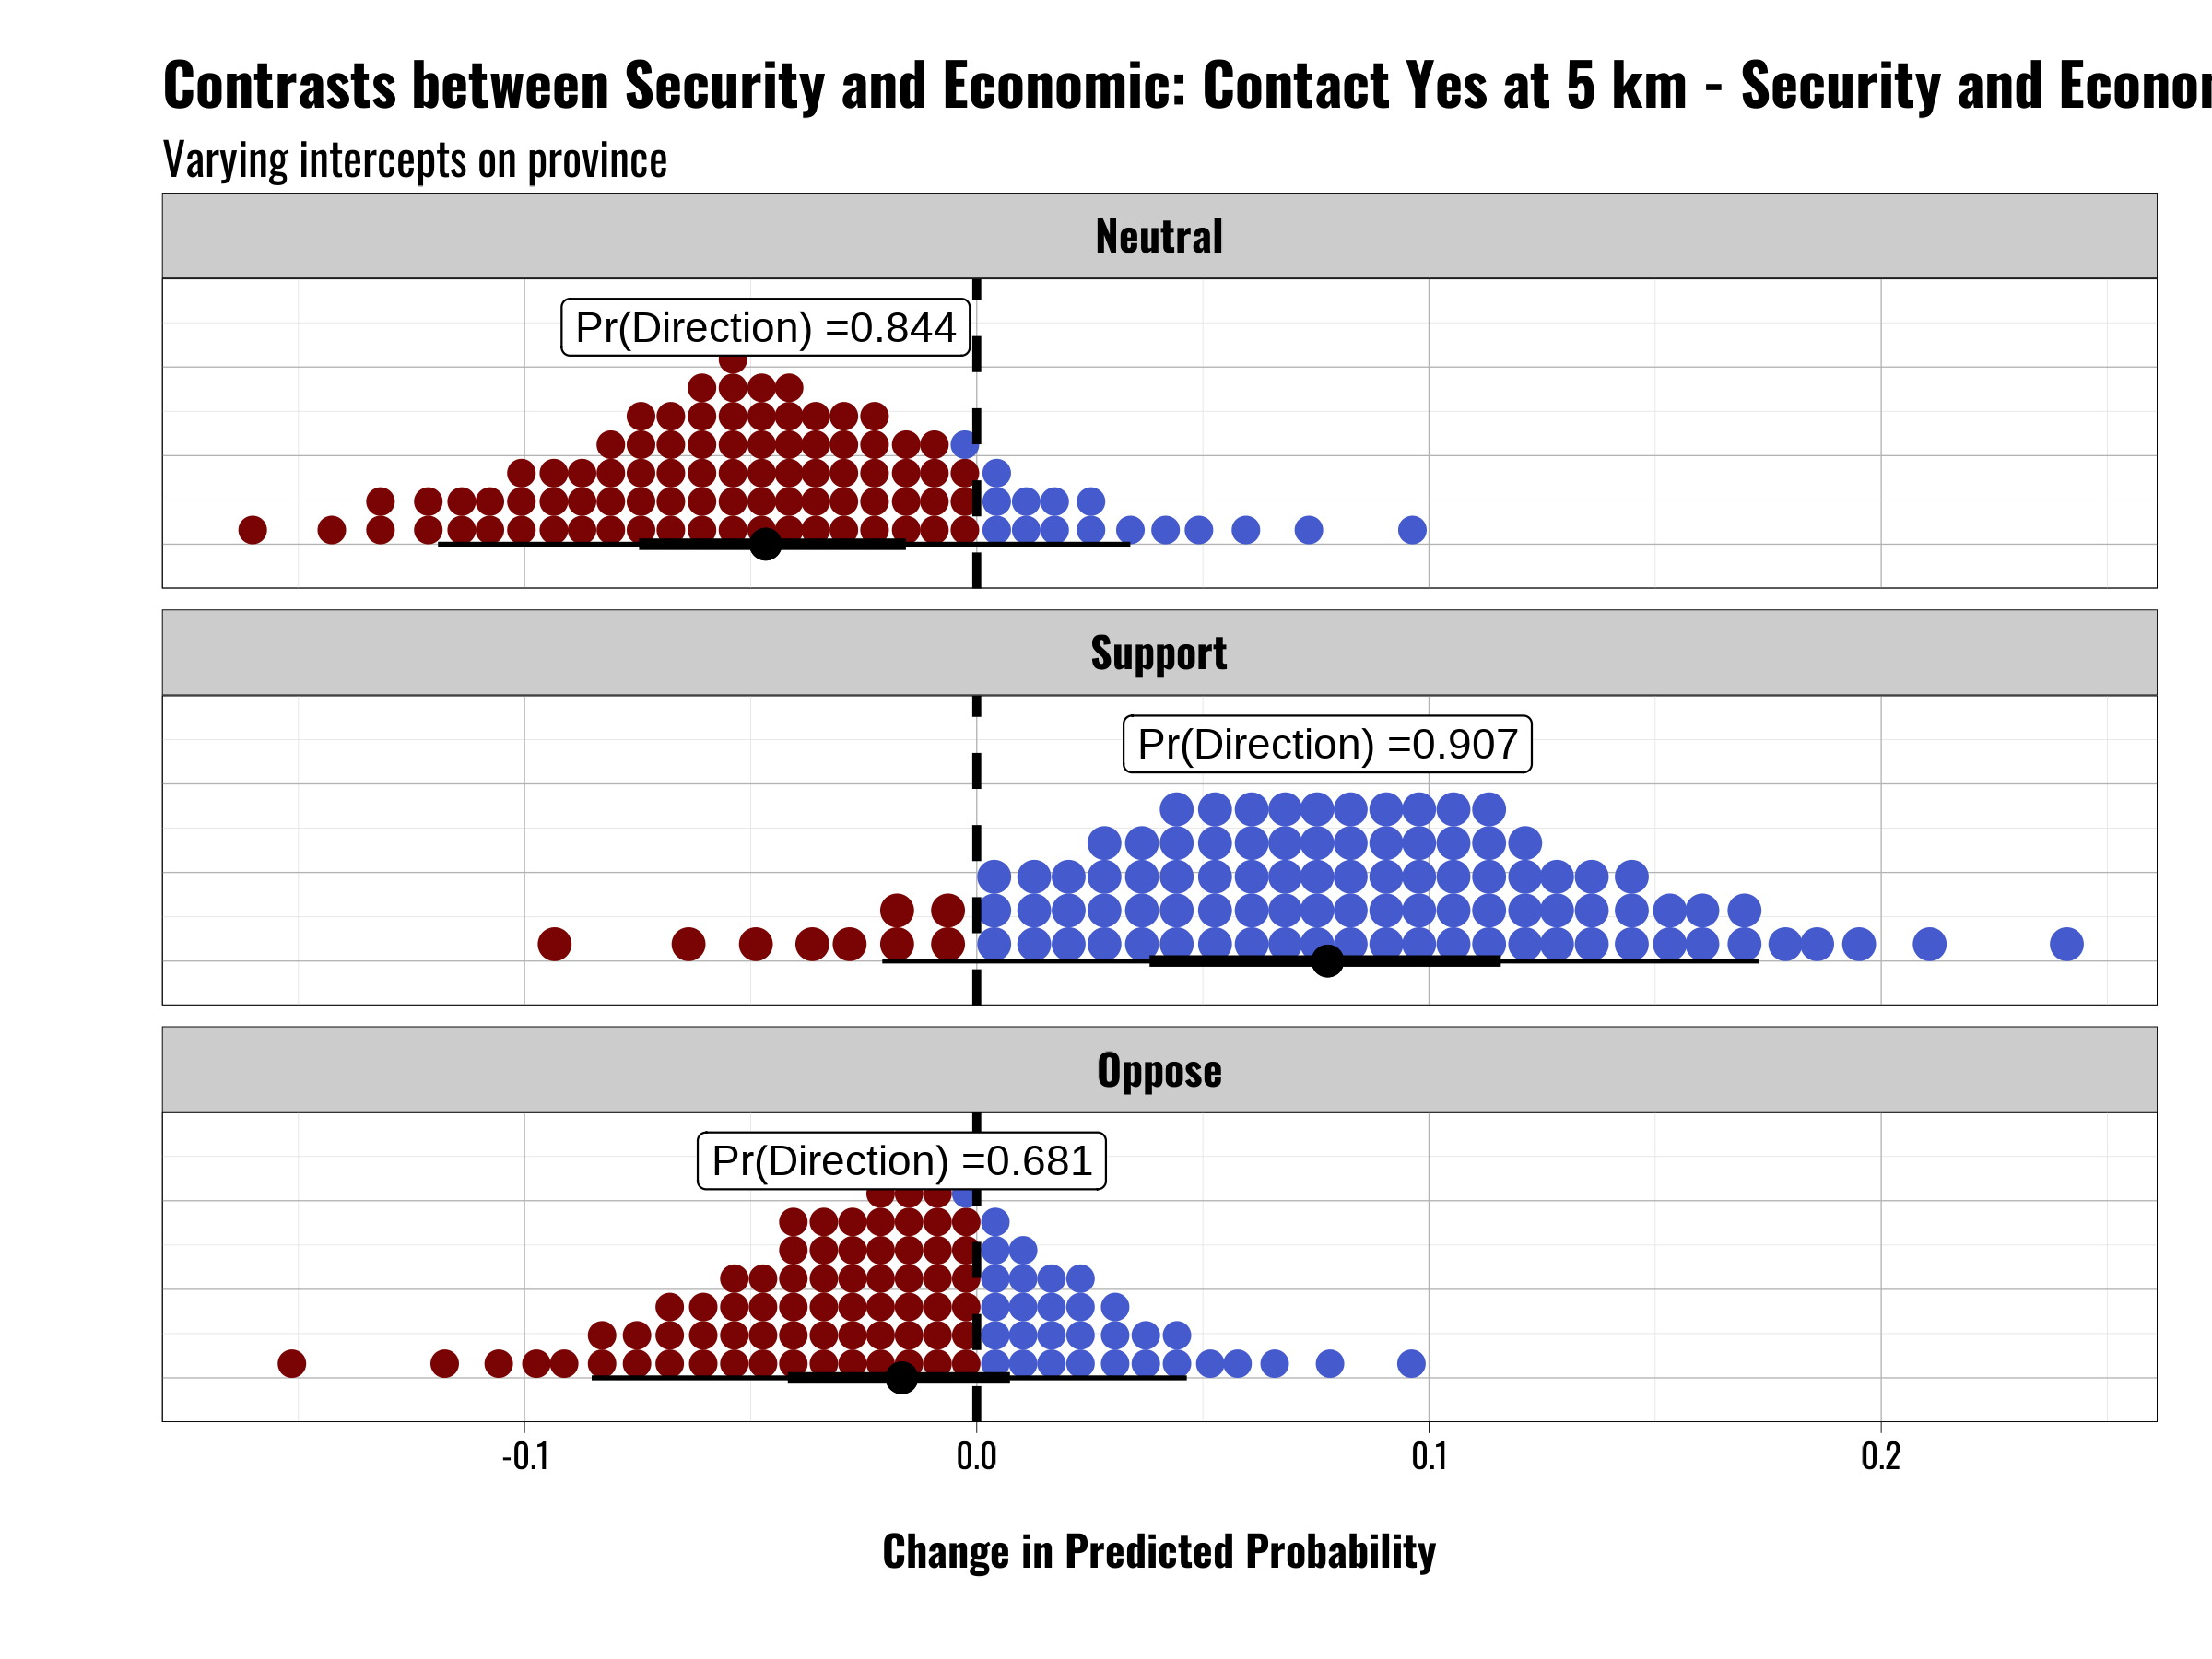 Contrasts between Security and Economic: Contact Yes at 5 km - Security and Econo
Varying intercepts on province
Neutral
Pr(Direction) =0.844
Support
Pr(Direction) =0.907
Oppose
Pr(Direction) =0.681
-0.1 0.0 0.1 0.2
Change in Predicted Probability